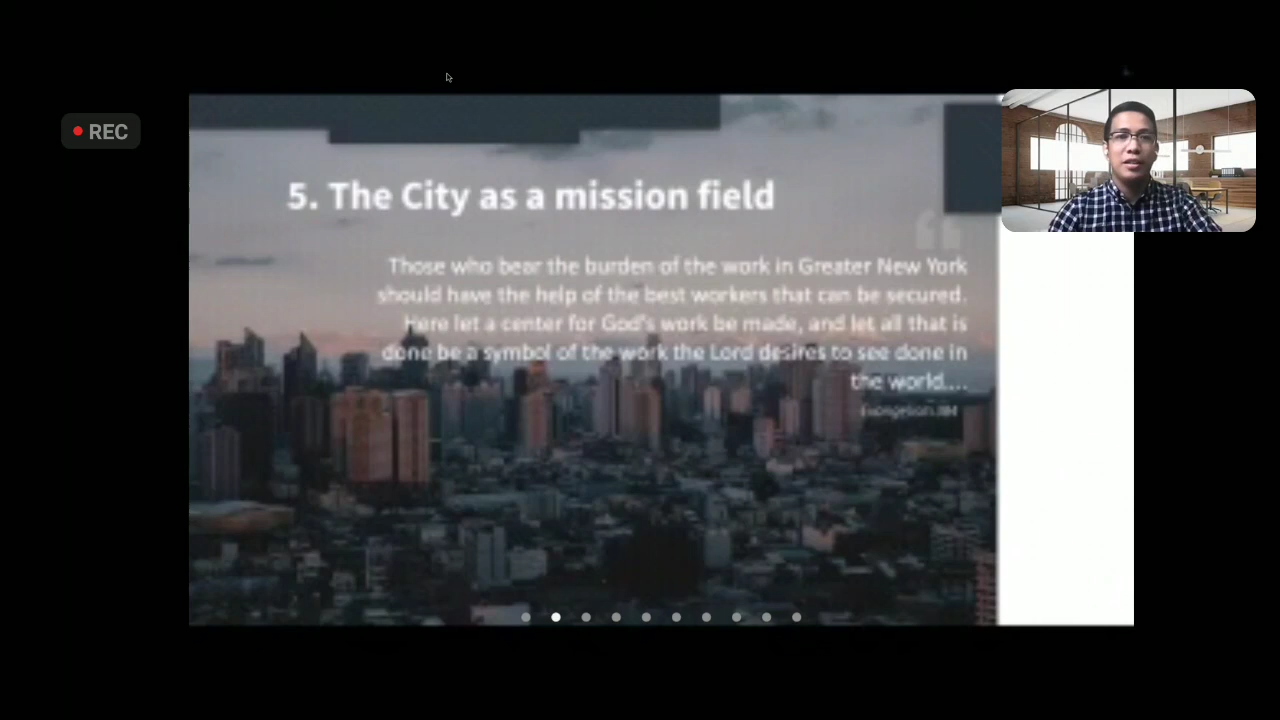 REC
5. The City as a mission field
Those who bear the burden of the work in Greater New York
should have the help of the best workers that can be secured.
Here let a center for God's work be made, and let all that is
done be a symbol of the work the Lord desires to see done in
the world....